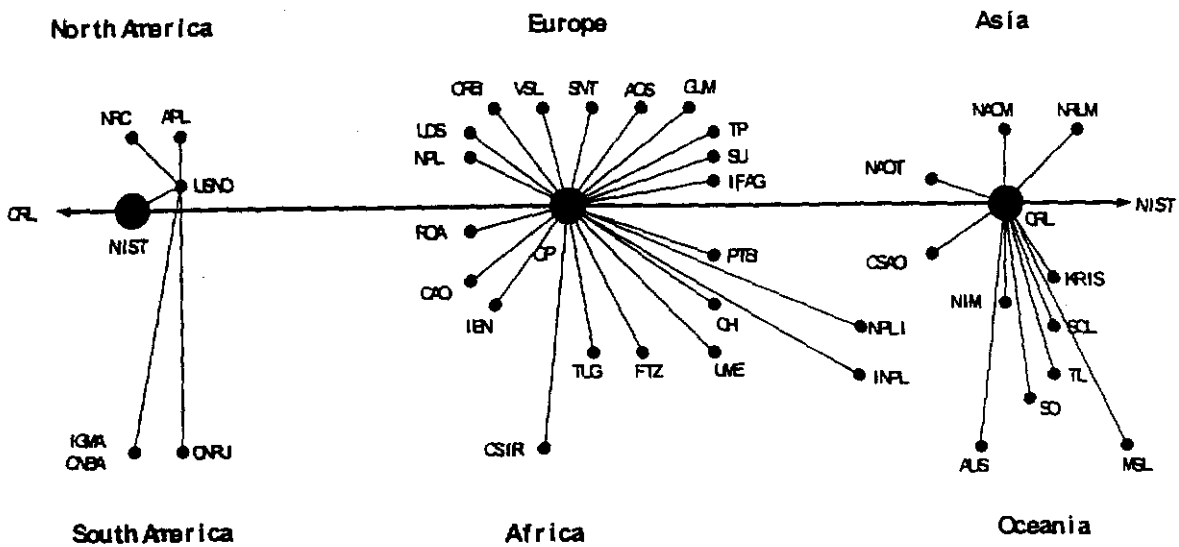 North America
Europe
Asia
ORB
VSL
SNT
AOS
GUM
NRC
APL
NAOM
NRLM
LDS
TP
NPL
SU
NAOT
IFAG
USNO
CRL
NIST
NIST
CRL
ROA
OP
PTB
CSAO
KRIS
CAO
NIM
IEN
CH
NPLI
SCL
TUG
FTZ
UME
INPL
TL
SO
IGMA
ONBA
ONRJ
CSIR
AUS
MSL
South America
Africa
Oceania